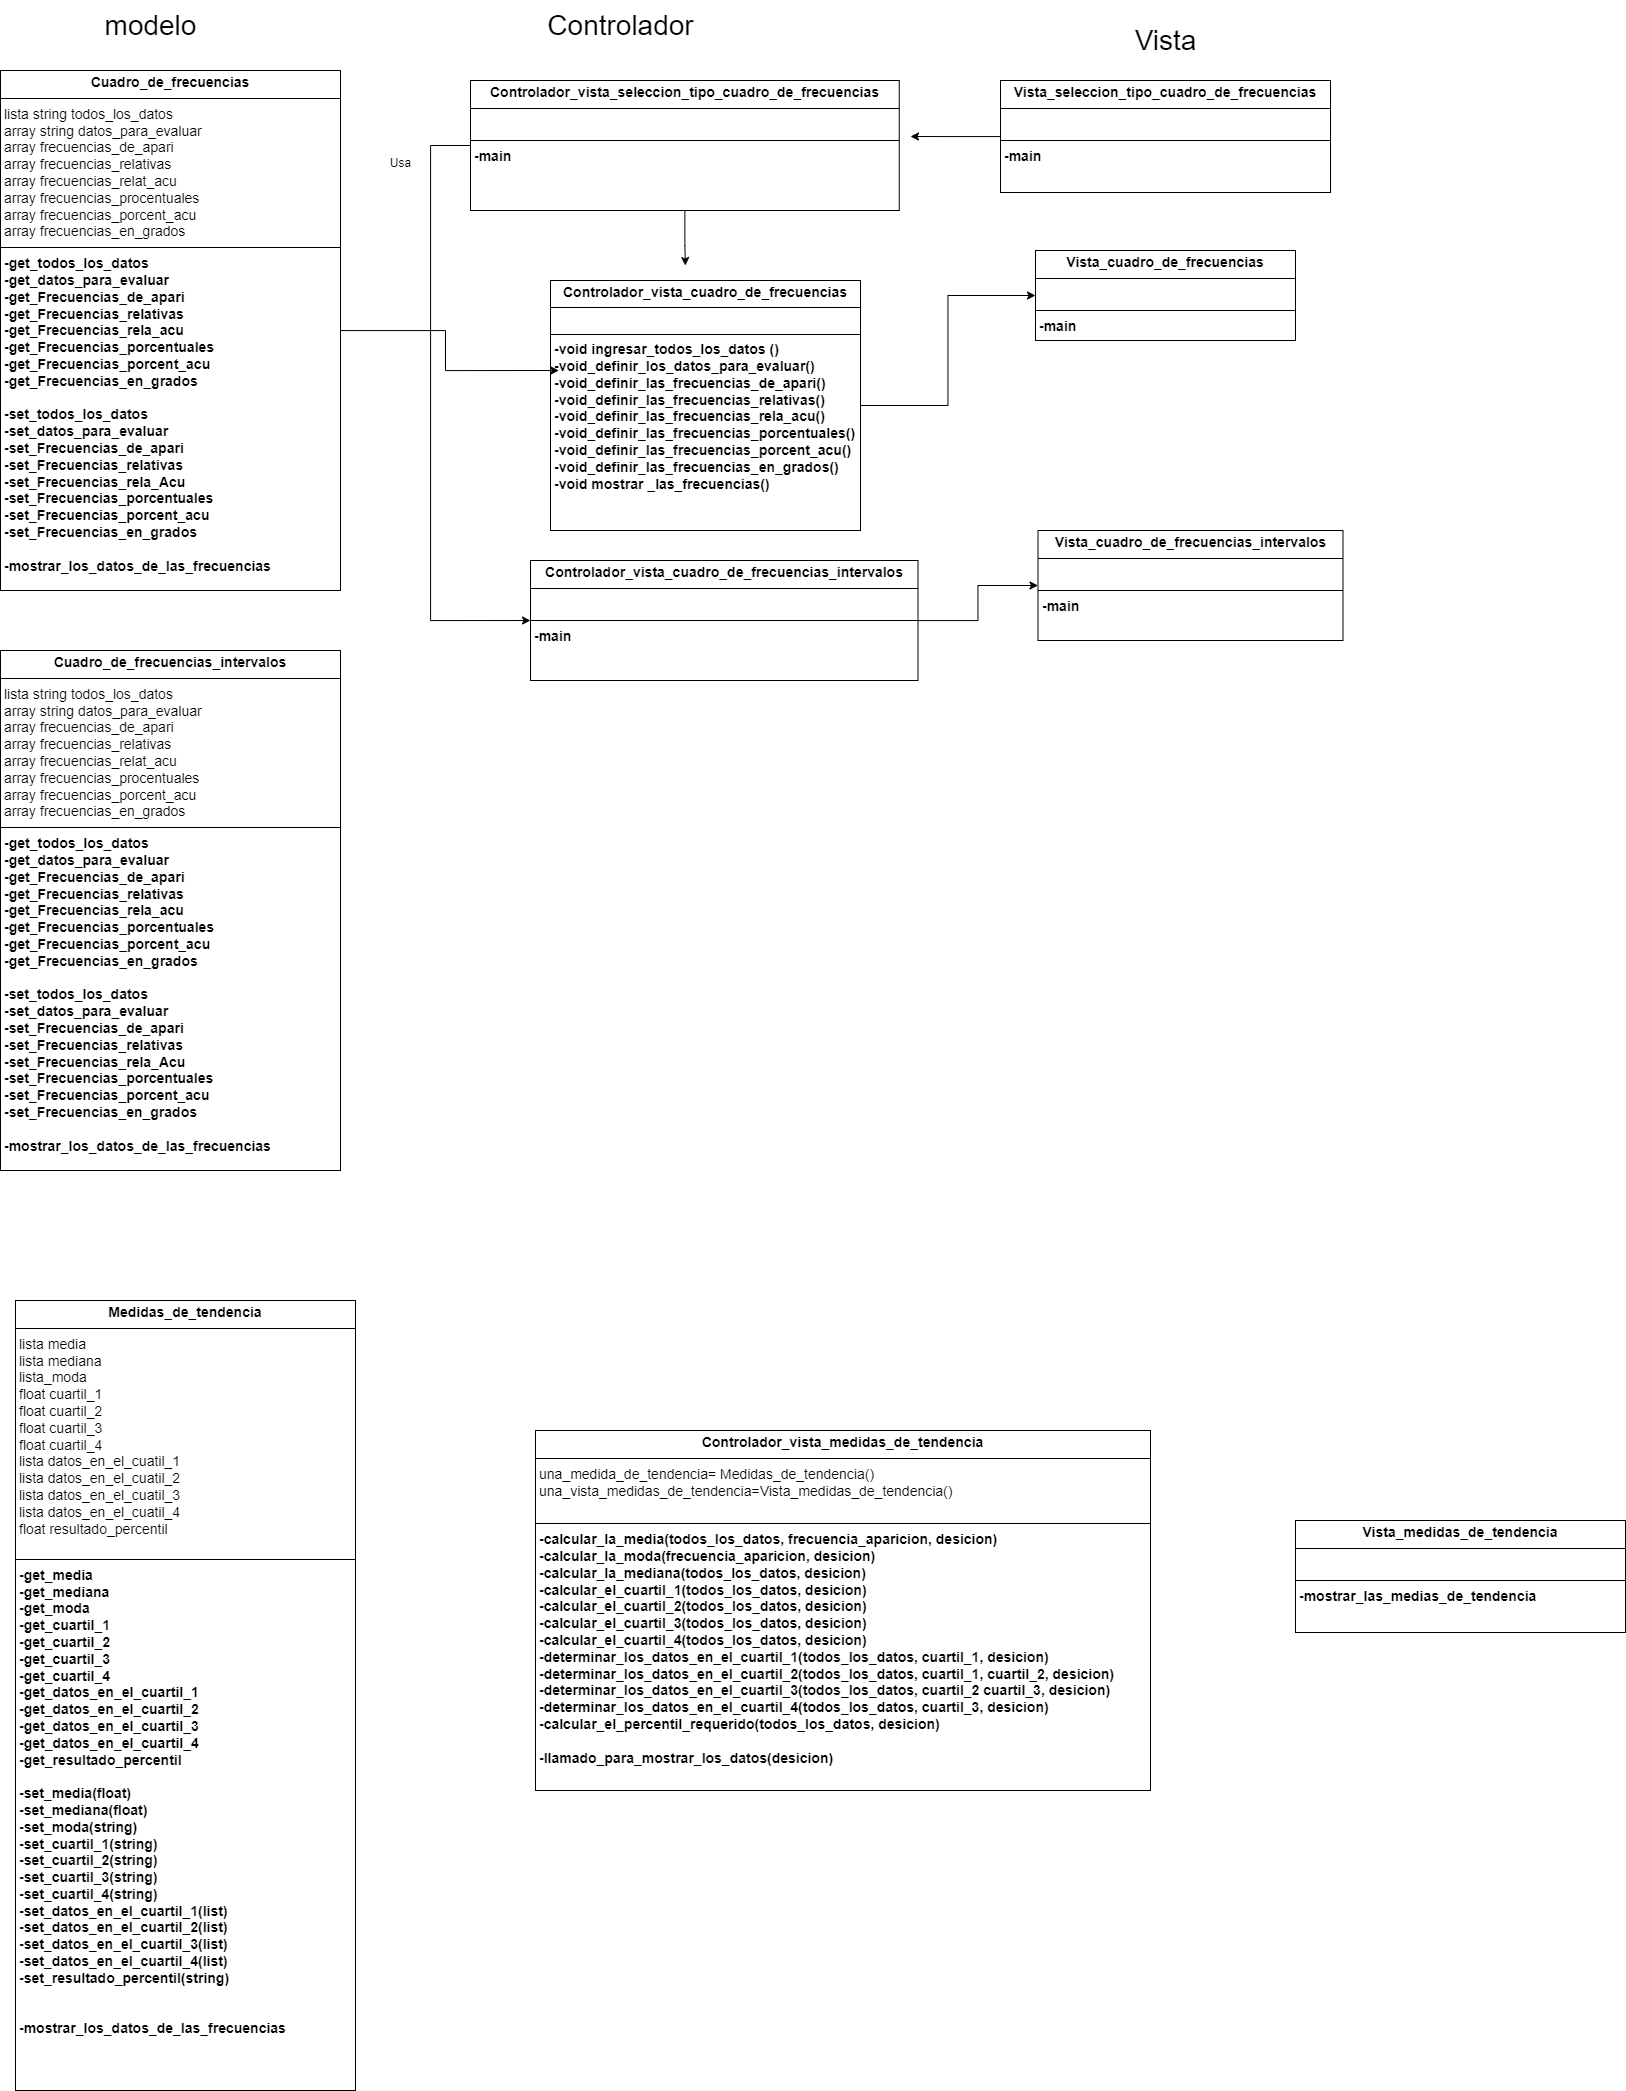 modelo
Controlador
Vista
Cuadro_de_frecuencias
lista string todos_los_datos
array string datos_para_evaluar
array frecuencias_de_apari
array frecuencias_relativas
array frecuencias_relat_acu
array frecuencias_procentuales
array frecuencias_porcent_acu
array frecuencias_en_grados
-get_todos_los_datos
-get_datos_para_evaluar
-get_Frecuencias_de_apari
-get_Frecuencias_relativas
-get_Frecuencias_rela_acu
-get_Frecuencias_porcentuales
-get_Frecuencias_porcent_acu
-get_Frecuencias_en_grados
-set_todos_los_datos
-set_datos_para_evaluar
-set_Frecuencias_de_apari
-set_Frecuencias_relativas
-set_Frecuencias_rela_Acu
-set_Frecuencias_porcentuales
-set_Frecuencias_porcent_acu
-set_Frecuencias_en_grados
-mostrar_los_datos_de_las_frecuencias
Usa
Controlador_vista_seleccion_tipo_cuadro_de_frecuencias
-main
Vista_seleccion_tipo_cuadro_de_frecuencias
-main
Controlador_vista_cuadro_de_frecuencias
-void ingresar_todos_los_datos ()
-void_definir_los_datos_para_evaluar()
-void_definir_las_frecuencias_de_apari()
-void_definir_las_frecuencias_relativas()
-void_definir_las_frecuencias_rela_acu()
-void_definir_las_frecuencias_porcentuales()
-void_definir_las_frecuencias_porcent_acu()
-void_definir_las_frecuencias_en_grados()
-void mostrar _las_frecuencias()
Vista_cuadro_de_frecuencias
-main
Controlador_vista_cuadro_de_frecuencias_intervalos
-main
Vista_cuadro_de_frecuencias_intervalos
-main
Cuadro_de_frecuencias_intervalos
lista string todos_los_datos
array string datos_para_evaluar
array frecuencias_de_apari
array frecuencias_relativas
array frecuencias_relat_acu
array frecuencias_procentuales
array frecuencias_porcent_acu
array frecuencias_en_grados
-get_todos_los_datos
-get_datos_para_evaluar
-get_Frecuencias_de_apari
-get_Frecuencias_relativas
-get_Frecuencias_rela_acu
-get_Frecuencias_porcentuales
-get_Frecuencias_porcent_acu
-get_Frecuencias_en_grados
-set_todos_los_datos
-set_datos_para_evaluar
-set_Frecuencias_de_apari
-set_Frecuencias_relativas
-set_Frecuencias_rela_Acu
-set_Frecuencias_porcentuales
-set_Frecuencias_porcent_acu
-set_Frecuencias_en_grados
-mostrar_los_datos_de_las_frecuencias
Medidas_de_tendencia
lista media
lista mediana
lista_moda
float cuartil_1
float cuartil_2
float cuartil_3
float cuartil_4
lista datos_en_el_cuatil_1
lista datos_en_el_cuatil_2
lista datos_en_el_cuatil_3
lista datos_en_el_cuatil_4
float resultado_percentil
-get_media
-get_mediana
-get_moda
-get_cuartil_1
-get_cuartil_2
-get_cuartil_3
-get_cuartil_4
-get_datos_en_el_cuartil_1
-get_datos_en_el_cuartil_2
-get_datos_en_el_cuartil_3
-get_datos_en_el_cuartil_4
-get_resultado_percentil
-set_media(float)
-set_mediana(float)
-set_moda(string)
-set_cuartil_1(string)
-set_cuartil_2(string)
-set_cuartil_3(string)
-set_cuartil_4(string)
-set_datos_en_el_cuartil_1(list)
-set_datos_en_el_cuartil_2(list)
-set_datos_en_el_cuartil_3(list)
-set_datos_en_el_cuartil_4(list)
-set_resultado_percentil(string)
-mostrar_los_datos_de_las_frecuencias
Controlador_vista_medidas_de_tendencia
una_medida_de_tendencia= Medidas_de_tendencia()
una_vista_medidas_de_tendencia=Vista_medidas_de_tendencia()
-calcular_la_media(todos_los_datos, frecuencia_aparicion, desicion)
-calcular_la_moda(frecuencia_aparicion, desicion)
-calcular_la_mediana(todos_los_datos, desicion)
-calcular_el_cuartil_1(todos_los_datos, desicion)
-calcular_el_cuartil_2(todos_los_datos, desicion)
-calcular_el_cuartil_3(todos_los_datos, desicion)
-calcular_el_cuartil_4(todos_los_datos, desicion)
-determinar_los_datos_en_el_cuartil_1(todos_los_datos, cuartil_1, desicion)
-determinar_los_datos_en_el_cuartil_2(todos_los_datos, cuartil_1, cuartil_2, desicion)
-determinar_los_datos_en_el_cuartil_3(todos_los_datos, cuartil_2 cuartil_3, desicion)
-determinar_los_datos_en_el_cuartil_4(todos_los_datos, cuartil_3, desicion)
-calcular_el_percentil_requerido(todos_los_datos, desicion)
-llamado_para_mostrar_los_datos(desicion)
Vista_medidas_de_tendencia
-mostrar_las_medias_de_tendencia